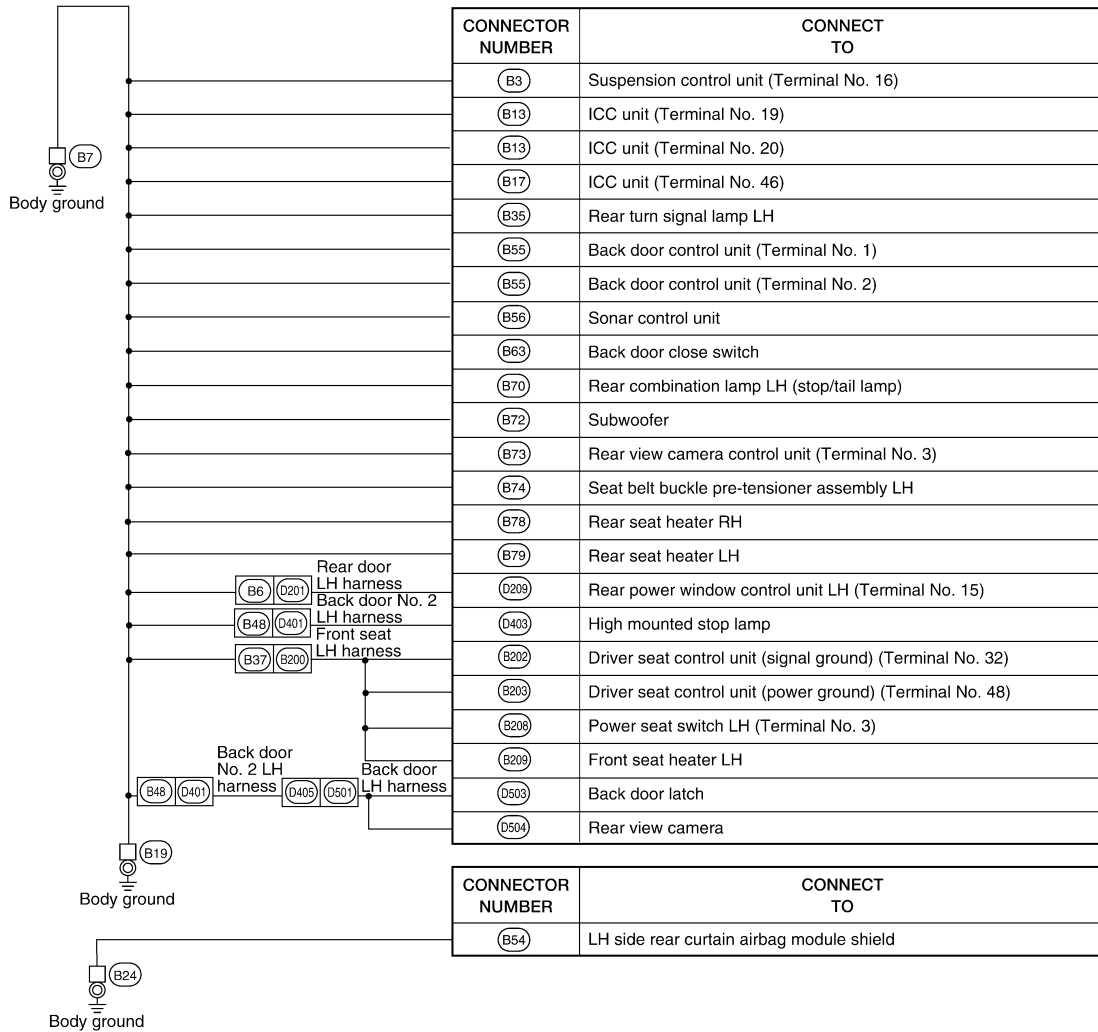 CONNECTOR NUMBER
CONNECT TO
B3 Suspension control unit (Terminal No. 16)
B13 ICC unit (Terminal No. 19)
B13 ICC unit (Terminal No. 20)
B17 ICC unit (Terminal No. 46)
B35 Rear turn signal lamp LH
B55 Back door control unit (Terminal No. 1)
B55 Back door control unit (Terminal No. 2)
B56 Sonar control unit
B63 Back door close switch
B70 Rear combination lamp LH (stop/tail lamp)
B72 Subwoofer
B73 Rear view camera control unit (Terminal No. 3)
B74 Seat belt buckle pre-tensioner assembly LH
B78 Rear seat heater RH
B79 Rear seat heater LH
D209 Rear power window control unit LH (Terminal No. 15)
D403 High mounted stop lamp
B202 Driver seat control unit (signal ground) (Terminal No. 32)
B203 Driver seat control unit (power ground) (Terminal No. 48)
B208 Power seat switch LH (Terminal No. 3)
B209 Front seat heater LH
D503 Back door latch
D504 Rear view camera
B7
Body ground
Rear door
LH harness
B6 D201
Back door No. 2
LH harness
B48 D401
Front seat
LH harness
B37 B200
Back door
No. 2 LH
harness
B48 D401
D405 D501
Back door
LH harness
B19
Body ground
CONNECTOR NUMBER
CONNECT TO
B54 LH side rear curtain airbag module shield
B24
Body ground